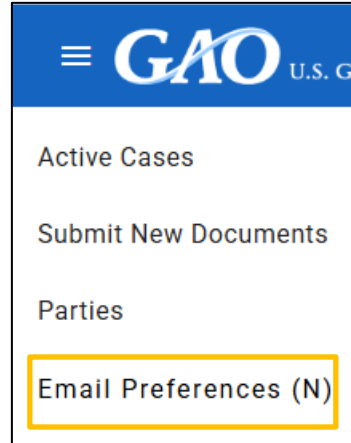 GAO U.S. G
Active Cases
Submit New Documents
Parties
Email Preferences (N)